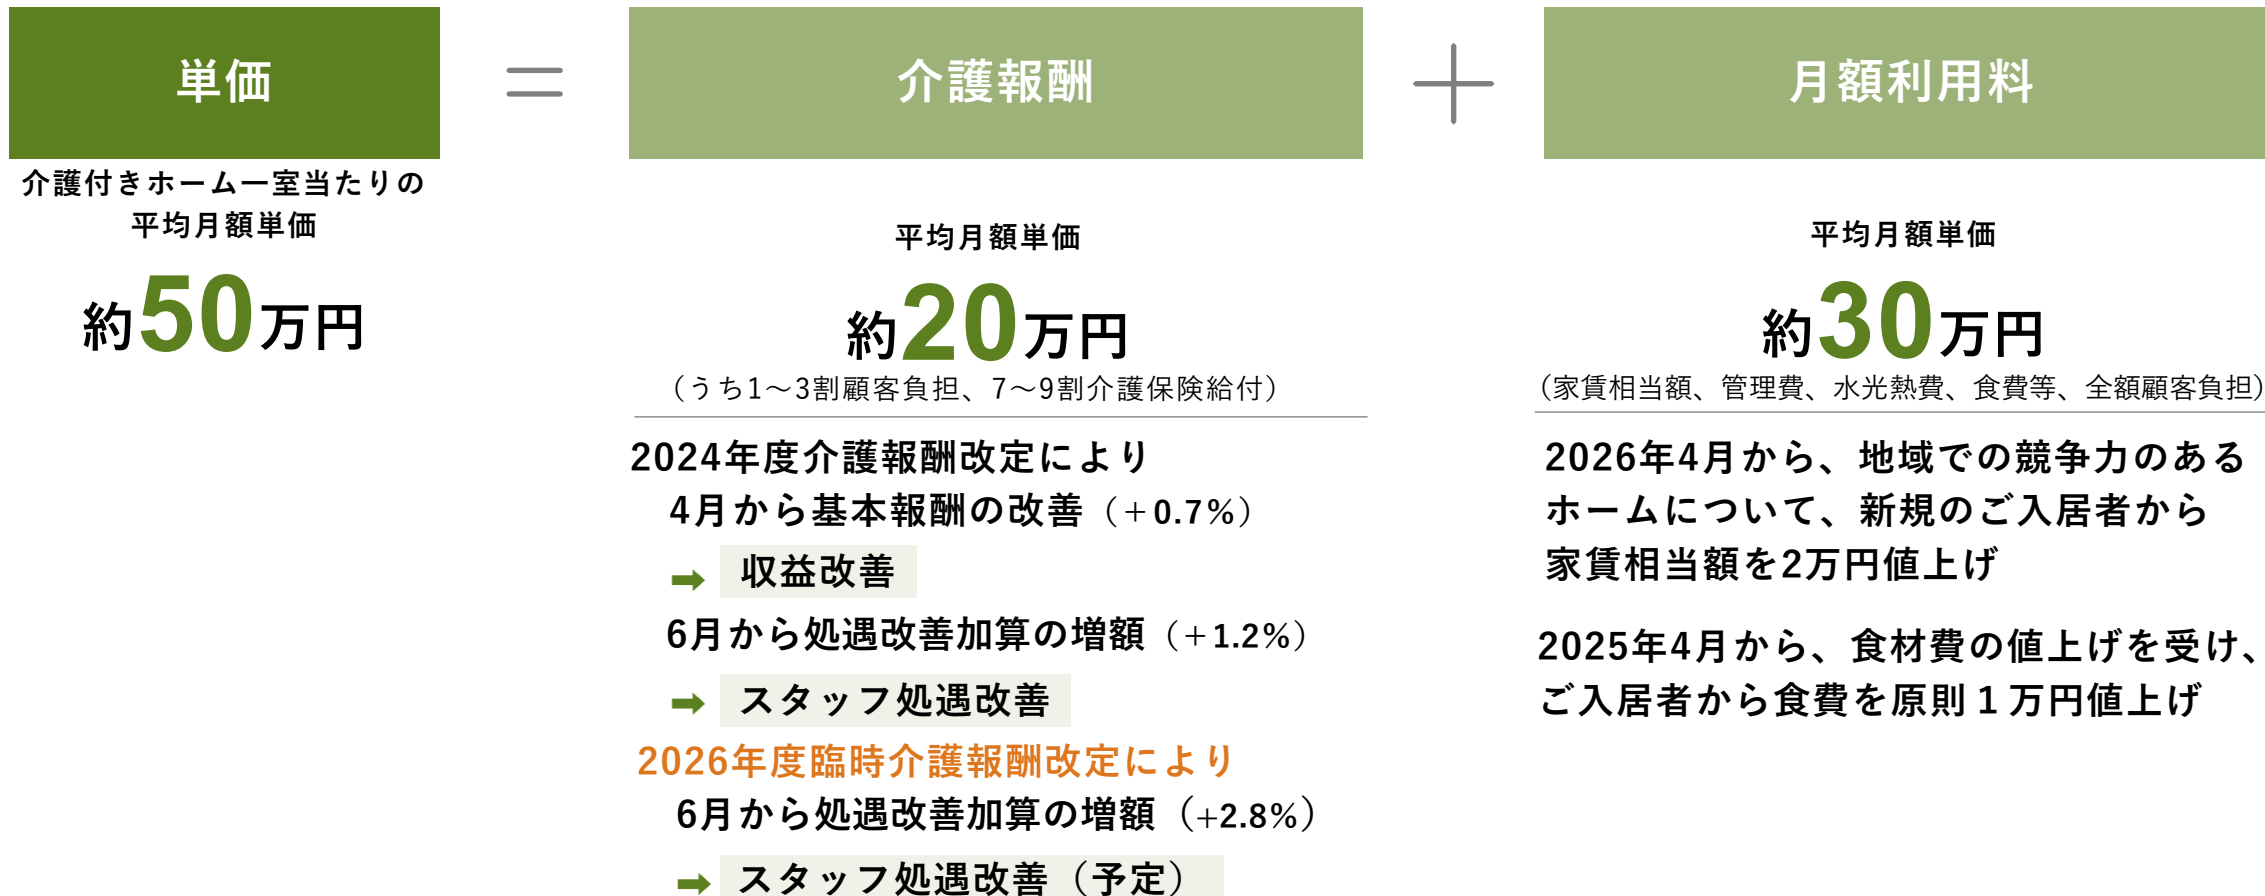 単価
=
介護報酬
+
月額利用料
介護付きホーム一室当たりの
平均月額単価
約50万円
平均月額単価
約20万円
（うち1～3割顧客負担、7～9割介護保険給付）
2024年度介護報酬改定により
4月から基本報酬の改善（＋0.7%）
➡ 収益改善
6月から処遇改善加算の増額（＋1.2%）
➡ スタッフ処遇改善
2026年度臨時介護報酬改定により
6月から処遇改善加算の増額（+2.8%）
➡ スタッフ処遇改善（予定）
平均月額単価
約30万円
（家賃相当額、管理費、水光熱費、食費等、全額顧客負担）
2026年4月から、地域での競争力のある
ホームについて、新規のご入居者から
家賃相当額を2万円値上げ
2025年4月から、食材費の値上げを受け、
ご入居者から食費を原則１万円値上げ